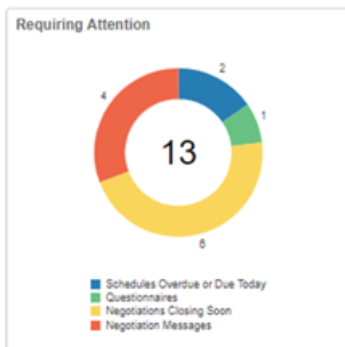 Requiring Attention
2
4
1
13
6
Schedules Overdue or Due Today
Questionnaires
Negotiations Closing Soon
Negotiation Messages